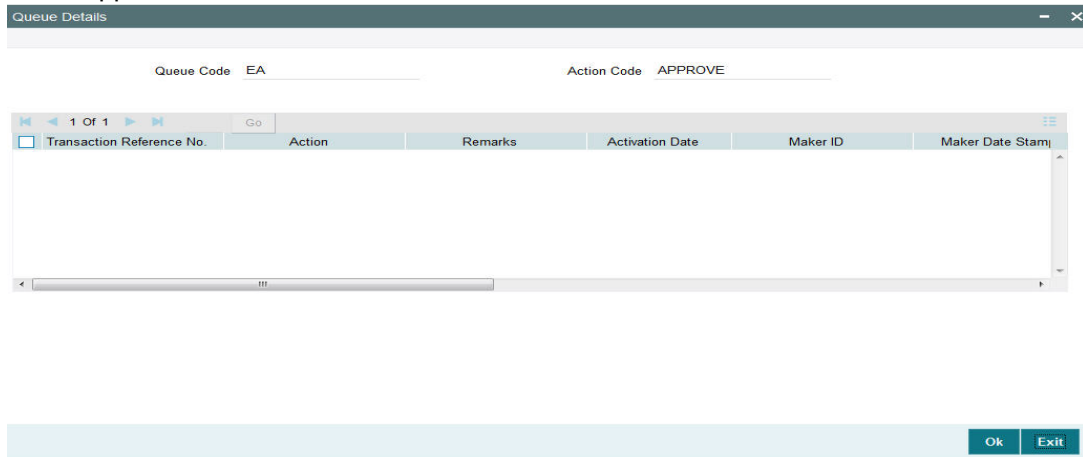 Queue Details
Queue Code EA Action Code APPROVE
1 Of 1 Go
Transaction Reference No. Action Remarks Activation Date Maker ID Maker Date Stam
Ok Exit